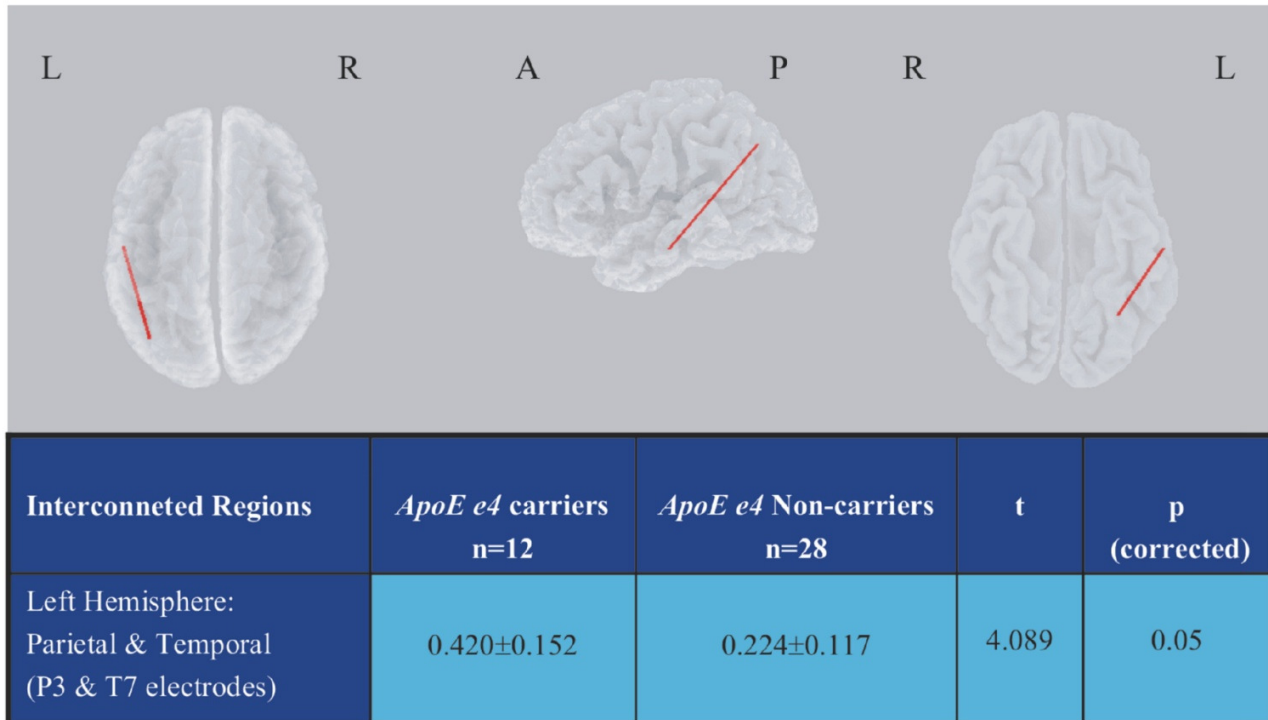 L R A P R L
Interconneted Regions
ApoE e4 carriers
n=12
ApoE e4 Non-carriers
n=28
t
p
(corrected)
Left Hemisphere:
Parietal & Temporal
(P3 & T7 electrodes)
0.420±0.152
0.224±0.117
4.089
0.05